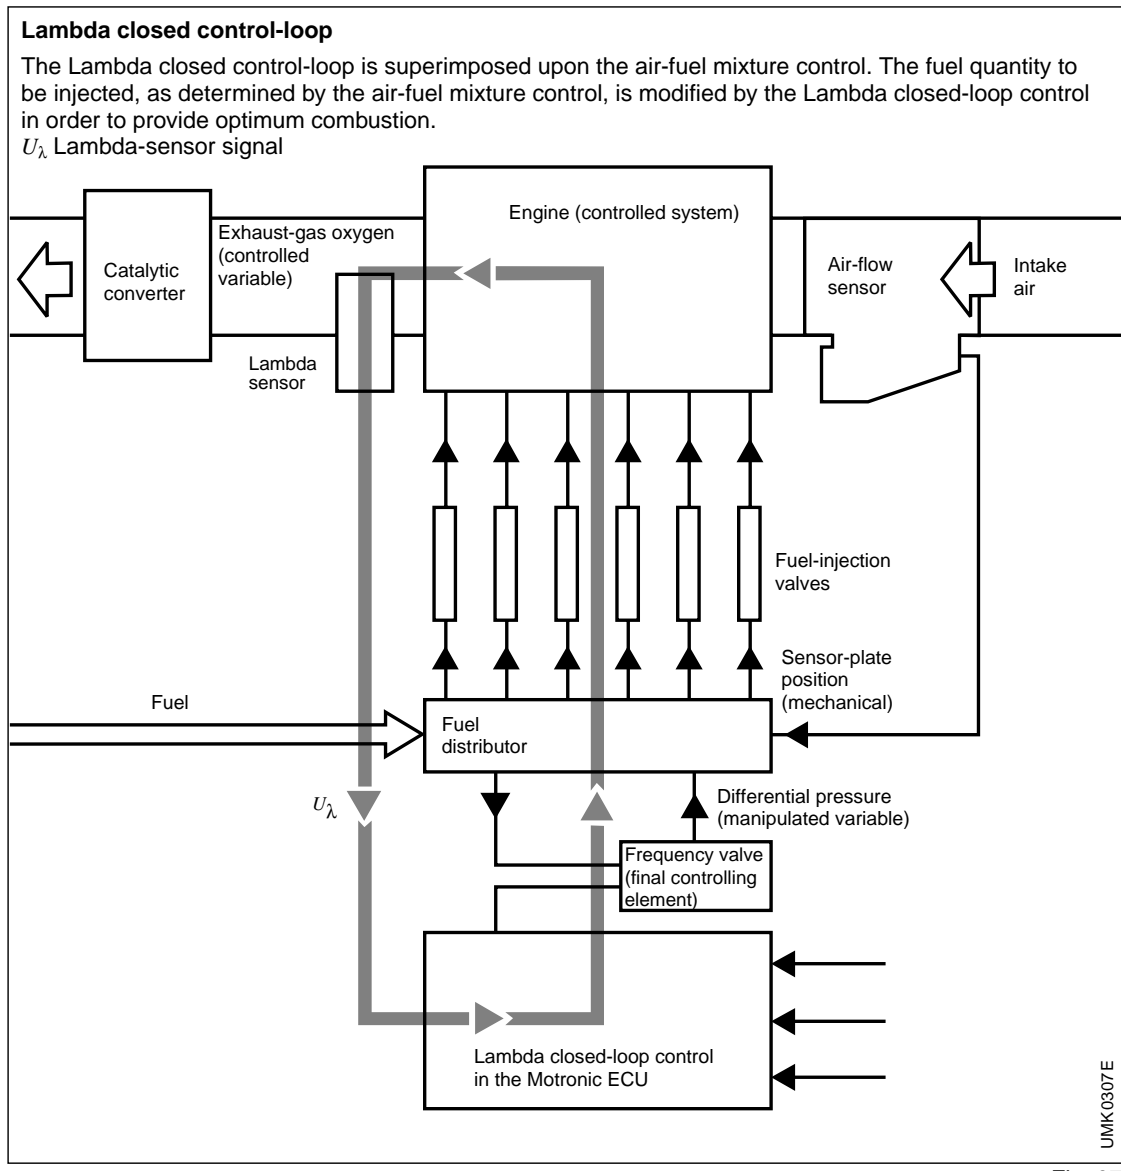 Lambda closed control-loop
The Lambda closed control-loop is superimposed upon the air-fuel mixture control. The fuel quantity to
be injected, as determined by the air-fuel mixture control, is modified by the Lambda closed-loop control
in order to provide optimum combustion.
Uλ Lambda-sensor signal
Engine (controlled system)
Exhaust-gas oxygen
(controlled
variable)
Catalytic
converter
Air-flow
sensor
Intake
air
Lambda
sensor
Fuel-injection
valves
Sensor-plate
position
(mechanical)
Fuel
Fuel
distributor
Uλ
Differential pressure
(manipulated variable)
Frequency valve
(final controlling
element)
Lambda closed-loop control
in the Motronic ECU
UMK0307E